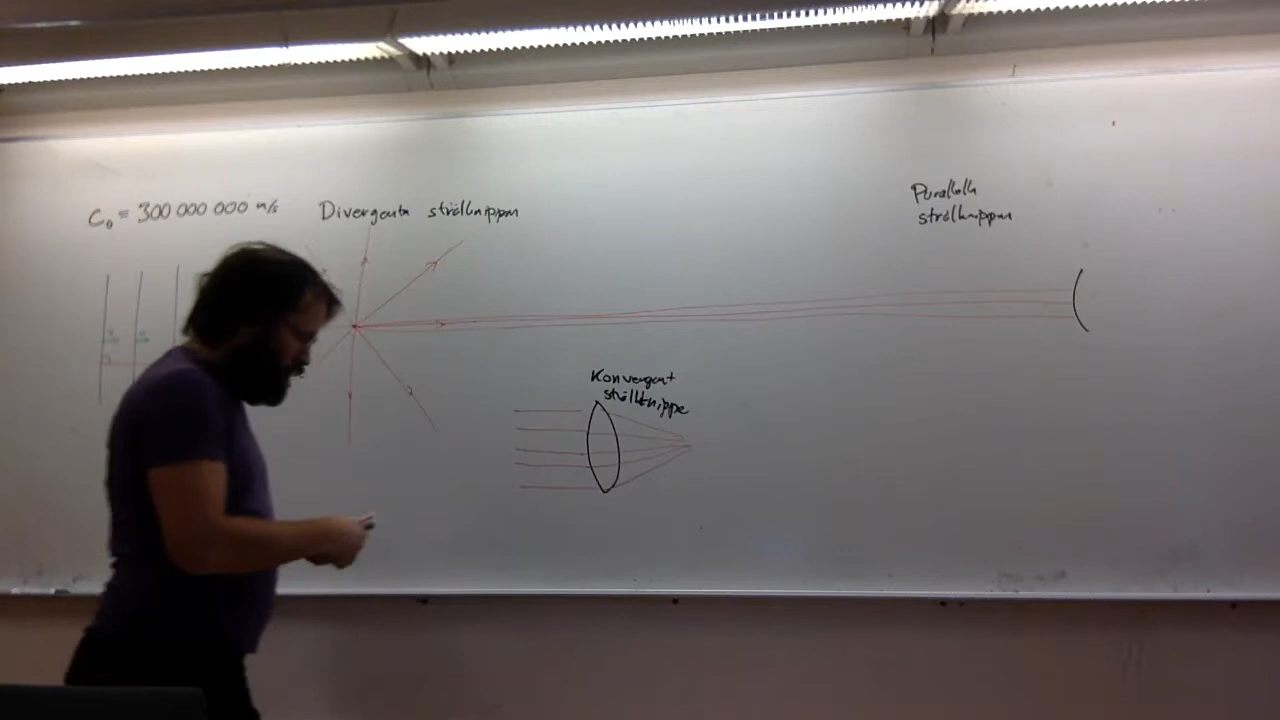 C₀ = 300 000 000 m/s
Divergenta strålknippen
Parallella
strålknippen
Konvergent
strålknippe